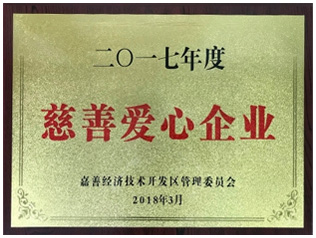 二〇一七年度
慈善爱心企业
嘉善经济技术开发区管理委员会
2018年3月